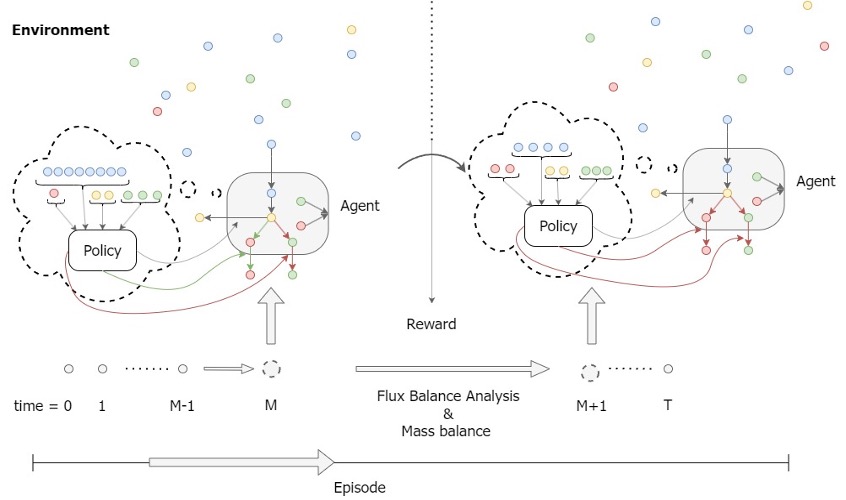 Environment
Agent
Policy
Agent
Policy
Reward
time = 0 1 M-1 M
Flux Balance Analysis
&
Mass balance
M+1 T
Episode